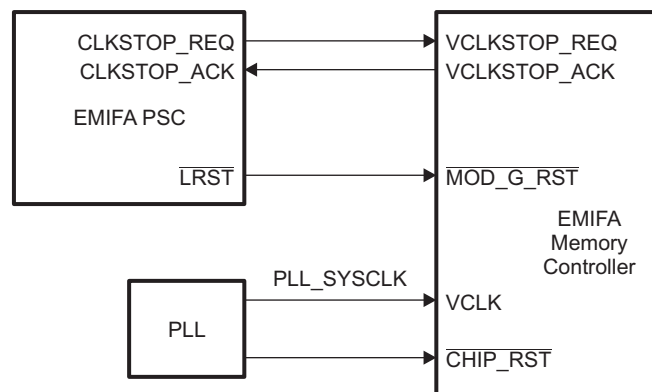 CLKSTOP_REQ
VCLKSTOP_REQ
CLKSTOP_ACK
VCLKSTOP_ACK
EMIFA PSC
LRST
MOD_G_RST
EMIFA
Memory
Controller
PLL_SYSCLK
VCLK
PLL
CHIP_RST